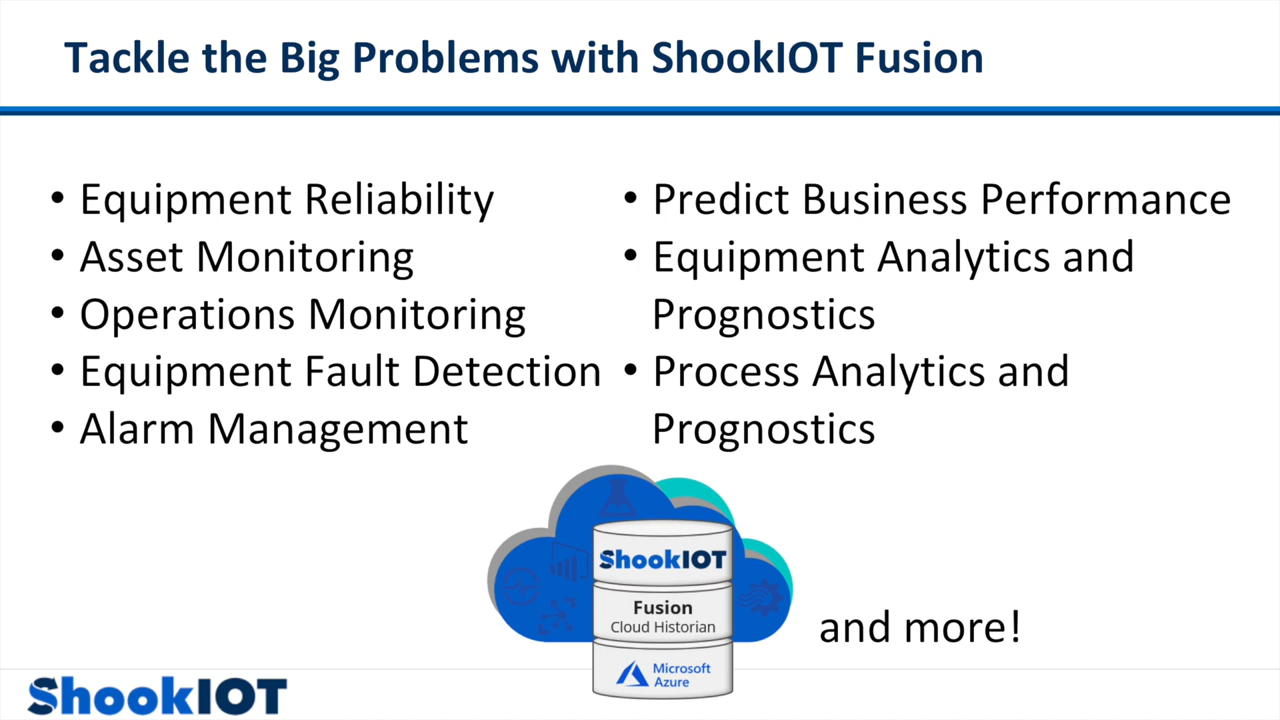 Tackle the Big Problems with ShookIOT Fusion
• Equipment Reliability
• Asset Monitoring
• Operations Monitoring
• Equipment Fault Detection
• Alarm Management
• Predict Business Performance
• Equipment Analytics and
Prognostics
• Process Analytics and
Prognostics
ShookIOT
Fusion
Cloud Historian
Microsoft
Azure
and more!
ShookIOT